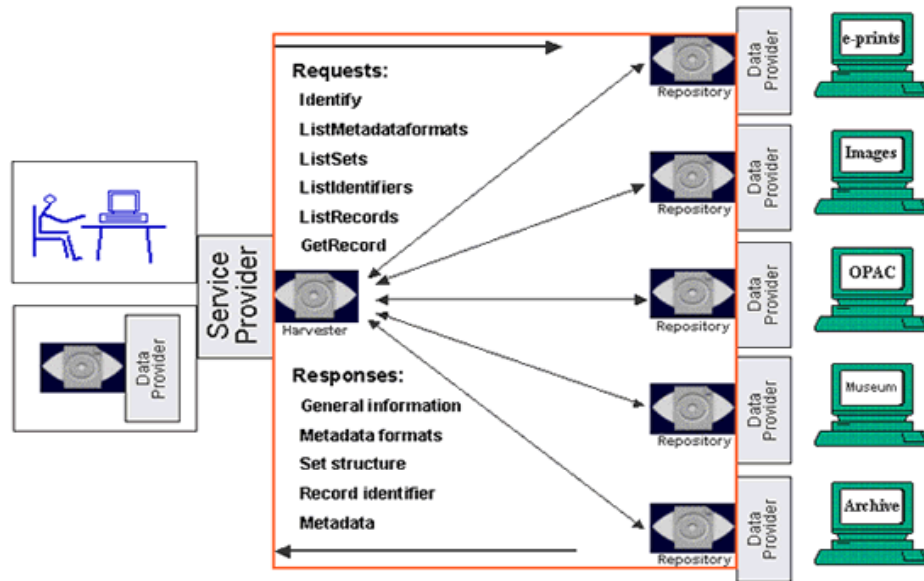 Service
Provider
Data
Provider
Requests:
Identify
ListMetadataformats
ListSets
ListIdentifiers
ListRecords
GetRecord
Harvester
Responses:
General information
Metadata formats
Set structure
Record identifier
Metadata
Repository
Data
Provider
e-prints
Repository
Data
Provider
Images
Repository
Data
Provider
OPAC
Repository
Data
Provider
Museum
Repository
Data
Provider
Archive